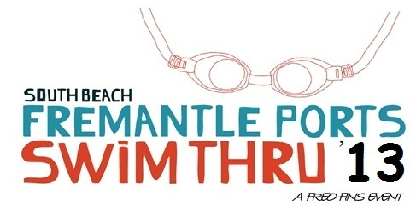 SOUTH BEACH
FREMANTLE PORTS
SWiM THRU '13
A FREO FINS EVENT